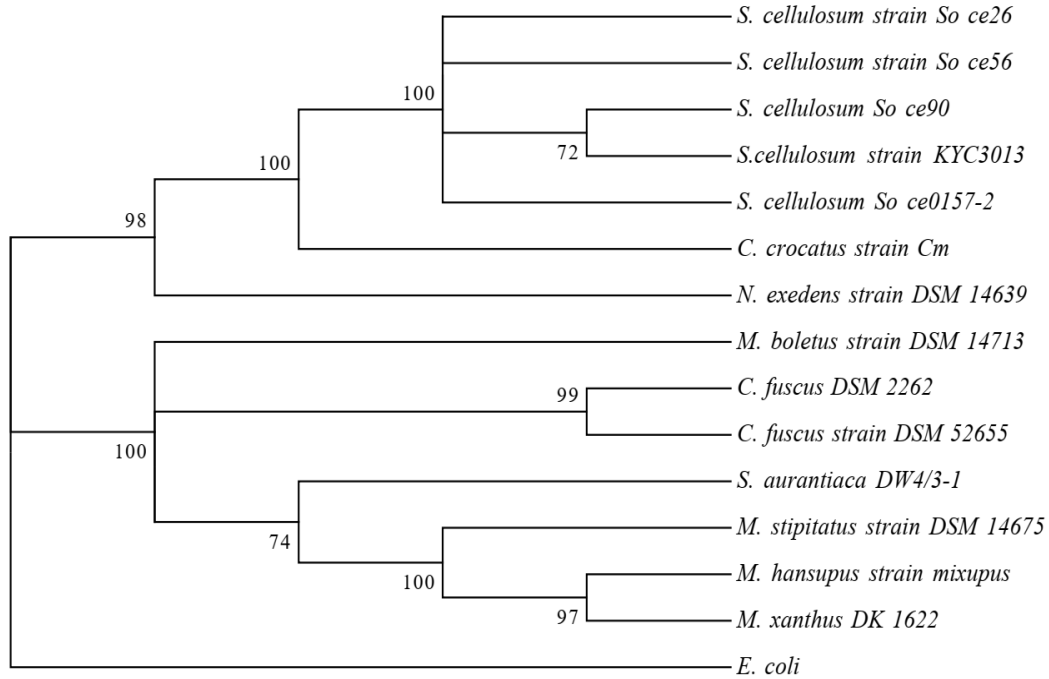 S. cellulosum strain So ce26
S. cellulosum strain So ce56
100
S. cellulosum So ce90
72
S.cellulosum strain KYC3013
100
S. cellulosum So ce0157-2
98
C. crocatus strain Cm
N. exedens strain DSM 14639
M. boletus strain DSM 14713
99
C. fuscus DSM 2262
C. fuscus strain DSM 52655
100
S. aurantiaca DW4/3-1
74
M. stipitatus strain DSM 14675
100
M. hansupus strain mixupus
97
M. xanthus DK 1622
E. coli